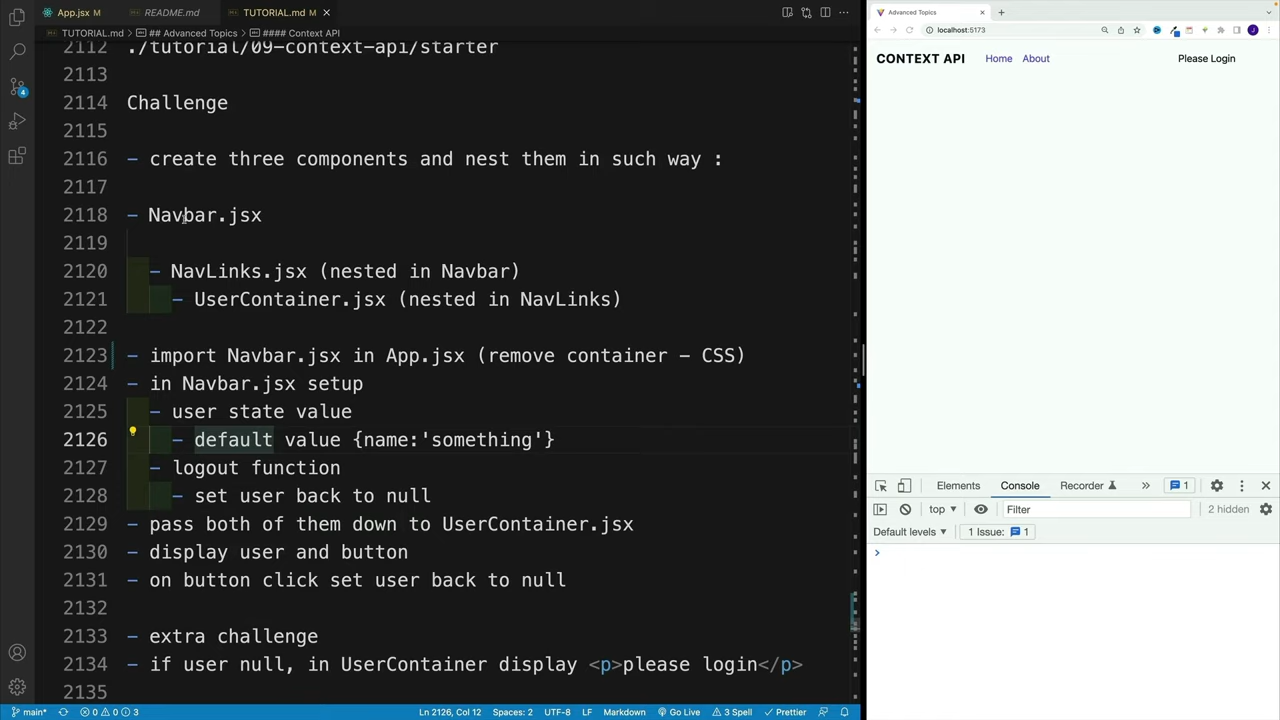 App.jsx M
README.md
TUTORIAL.md M
TUTORIAL.md > ## Advanced Topics > #### Context API
2112 ./tutorial/09-context-api/starter
2113
2114 Challenge
2115
2116 - create three components and nest them in such way :
2117
2118 - Navbar.jsx
2119
2120 - NavLinks.jsx (nested in Navbar)
2121 - UserContainer.jsx (nested in NavLinks)
2122
2123 - import Navbar.jsx in App.jsx (remove container - CSS)
2124 - in Navbar.jsx setup
2125 - user state value
2126 - default value {name:'something'}
2127 - logout function
2128 - set user back to null
2129 - pass both of them down to UserContainer.jsx
2130 - display user and button
2131 - on button click set user back to null
2132
2133 - extra challenge
2134 - if user null, in UserContainer display <p>please login</p>
2135
4
main* 0 0 3 Ln 2126, Col 12 Spaces: 2 UTF-8 LF Markdown Go Live 3 Spell Prettier
Advanced Topics
localhost:5173
J
CONTEXT API Home About Please Login
Elements Console Recorder 1
top Filter 2 hidden
Default levels 1 Issue: 1